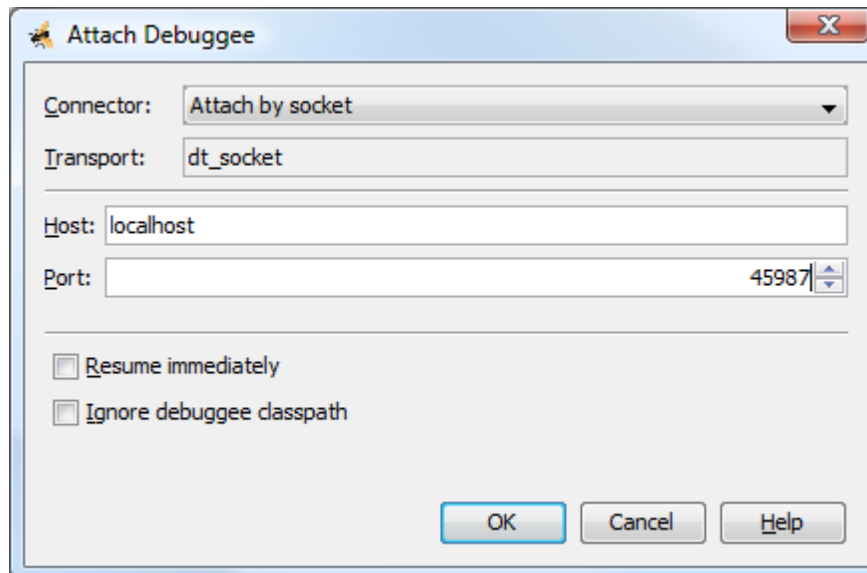 Attach Debuggee
Connector: Attach by socket
Transport: dt_socket
Host: localhost
Port: 45987
Resume immediately
Ignore debuggee classpath
OK Cancel Help